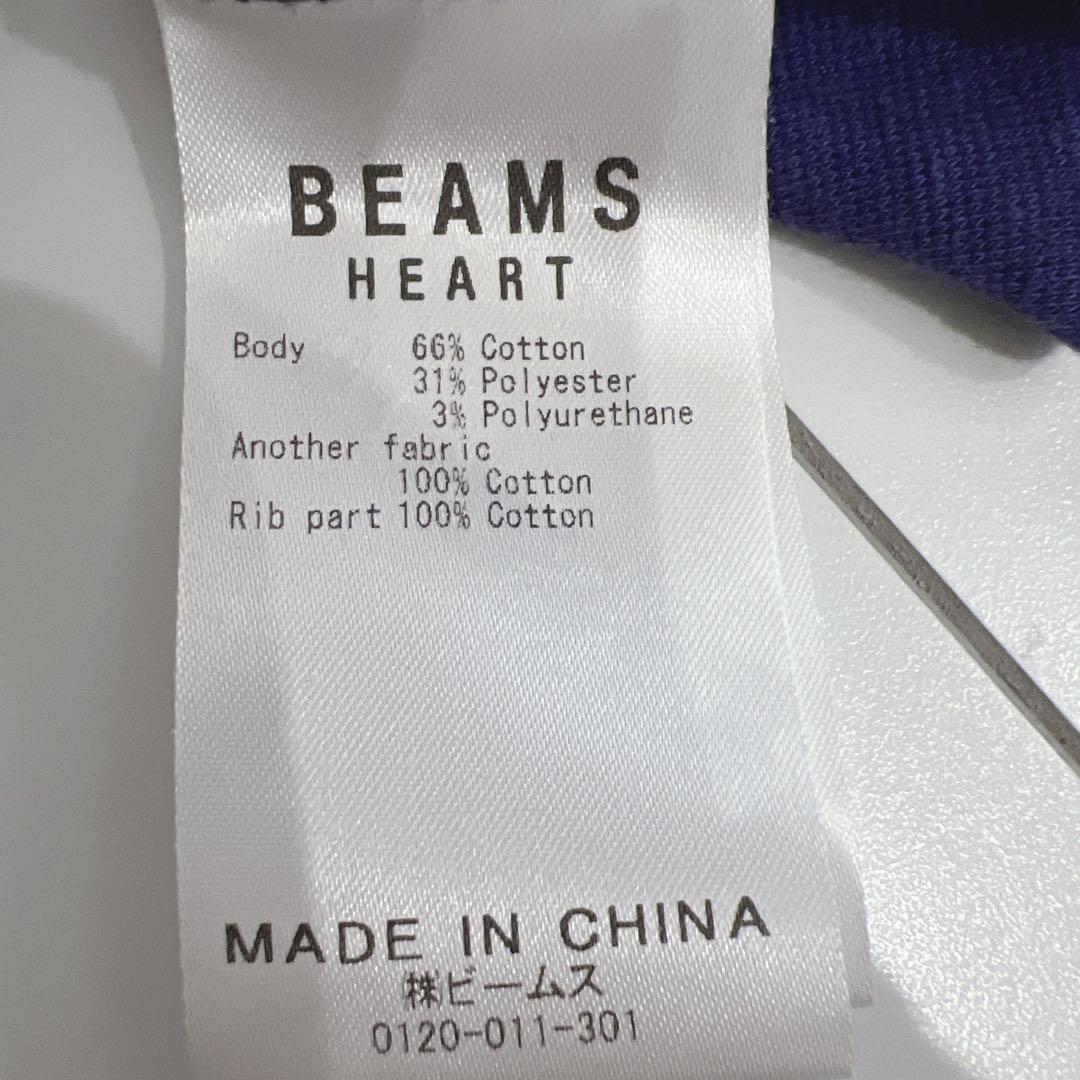 BEAMS
HEART
Body 66% Cotton
31% Polyester
3% Polyurethane
Another fabric
100% Cotton
Rib part 100% Cotton
MADE IN CHINA
㈱ビームス
0120-011-301